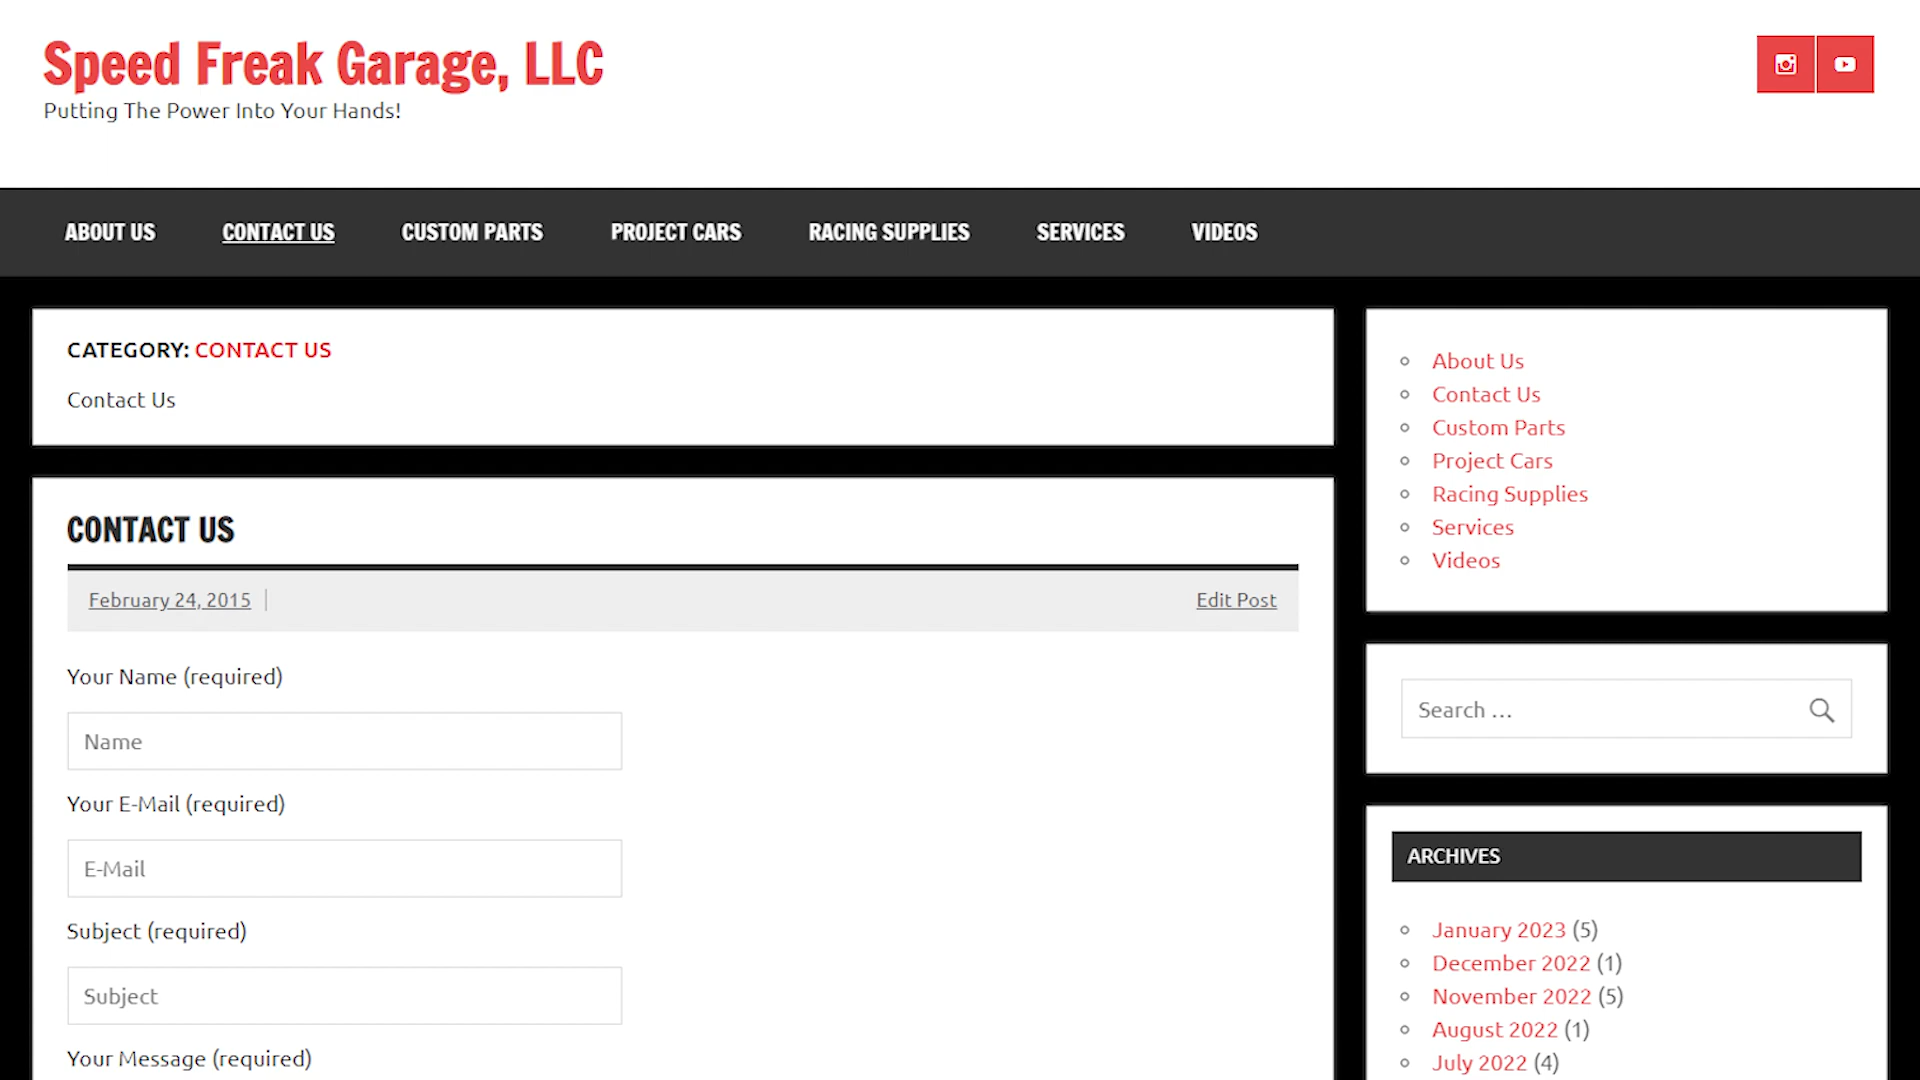 Speed Freak Garage, LLC
Putting The Power Into Your Hands!
ABOUT US CONTACT US CUSTOM PARTS PROJECT CARS RACING SUPPLIES SERVICES VIDEOS
CATEGORY: CONTACT US
Contact Us
CONTACT US
February 24, 2015 Edit Post
Your Name (required)
Name
Your E-Mail (required)
E-Mail
Subject (required)
Subject
Your Message (required)
About Us
Contact Us
Custom Parts
Project Cars
Racing Supplies
Services
Videos
Search …
ARCHIVES
January 2023 (5)
December 2022 (1)
November 2022 (5)
August 2022 (1)
July 2022 (4)